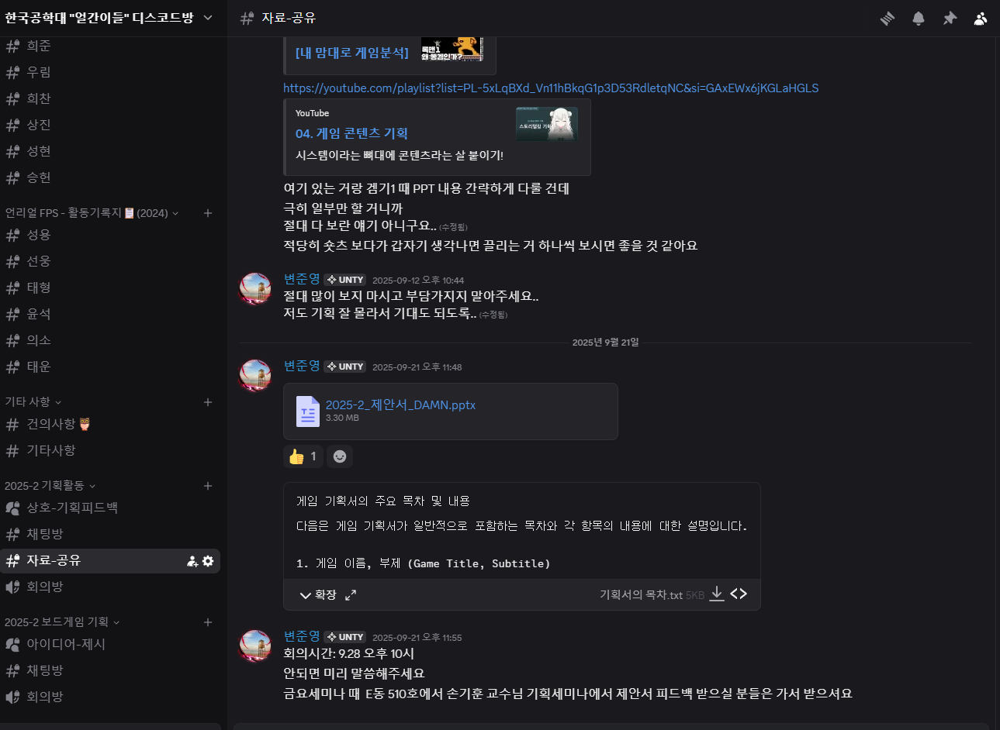 한국공학대 "얼간이들" 디스코드방
희준
우림
희찬
상진
성현
승헌
언리얼 FPS - 활동기록지 (2024)
성용
선웅
태형
윤석
의소
태운
기타 사항
건의사항
기타사항
2025-2 기획활동
상호-기획피드백
채팅방
자료-공유
회의방
2025-2 보드게임 기획
아이디어-제시
채팅방
회의방
자료-공유
[내 맘대로 게임분석]
록맨1
왜 똥겜인가?
https://youtube.com/playlist?list=PL-5xLqBXd_Vn11hBkqG1p3D53RdletqNC&si=GAxEWx6jKGLaHGLS
YouTube
04. 게임 콘텐츠 기획
스토리텔링 기획
시스템이라는 뼈대에 콘텐츠라는 살 붙이기!
여기 있는 거랑 겜기1 때 PPT 내용 간략하게 다룰 건데
극히 일부만 할 거니까
절대 다 보란 얘기 아니구요.. (수정됨)
적당히 숏츠 보다가 갑자기 생각나면 끌리는 거 하나씩 보시면 좋을 것 같아요
변준영 UNTY 2025-09-12 오후 10:44
절대 많이 보지 마시고 부담가지지 말아주세요..
저도 기획 잘 몰라서 기대도 되도록.. (수정됨)
2025년 9월 21일
변준영 UNTY 2025-09-21 오후 11:48
2025-2_제안서_DAMN.pptx
3.30 MB
1
게임 기획서의 주요 목차 및 내용
다음은 게임 기획서가 일반적으로 포함하는 목차와 각 항목의 내용에 대한 설명입니다.
1. 게임 이름, 부제 (Game Title, Subtitle)
확장
기획서의 목차.txt 5KB
변준영 UNTY 2025-09-21 오후 11:55
회의시간: 9.28 오후 10시
안되면 미리 말씀해주세요
금요세미나 때 E동 510호에서 손기훈 교수님 기획세미나에서 제안서 피드백 받으실 분들은 가서 받으셔요